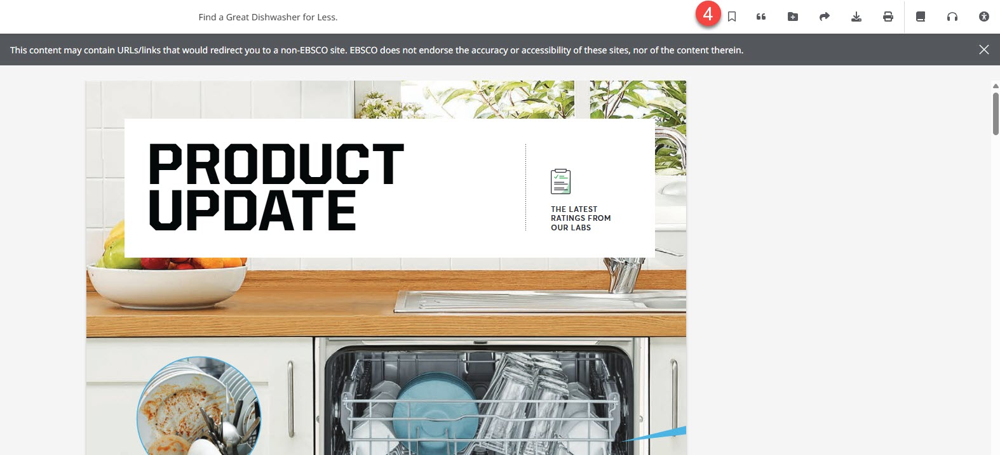 Find a Great Dishwasher for Less.
4
This content may contain URLs/links that would redirect you to a non-EBSCO site. EBSCO does not endorse the accuracy or accessibility of these sites, nor of the content therein.
PRODUCT
UPDATE
THE LATEST
RATINGS FROM
OUR LABS